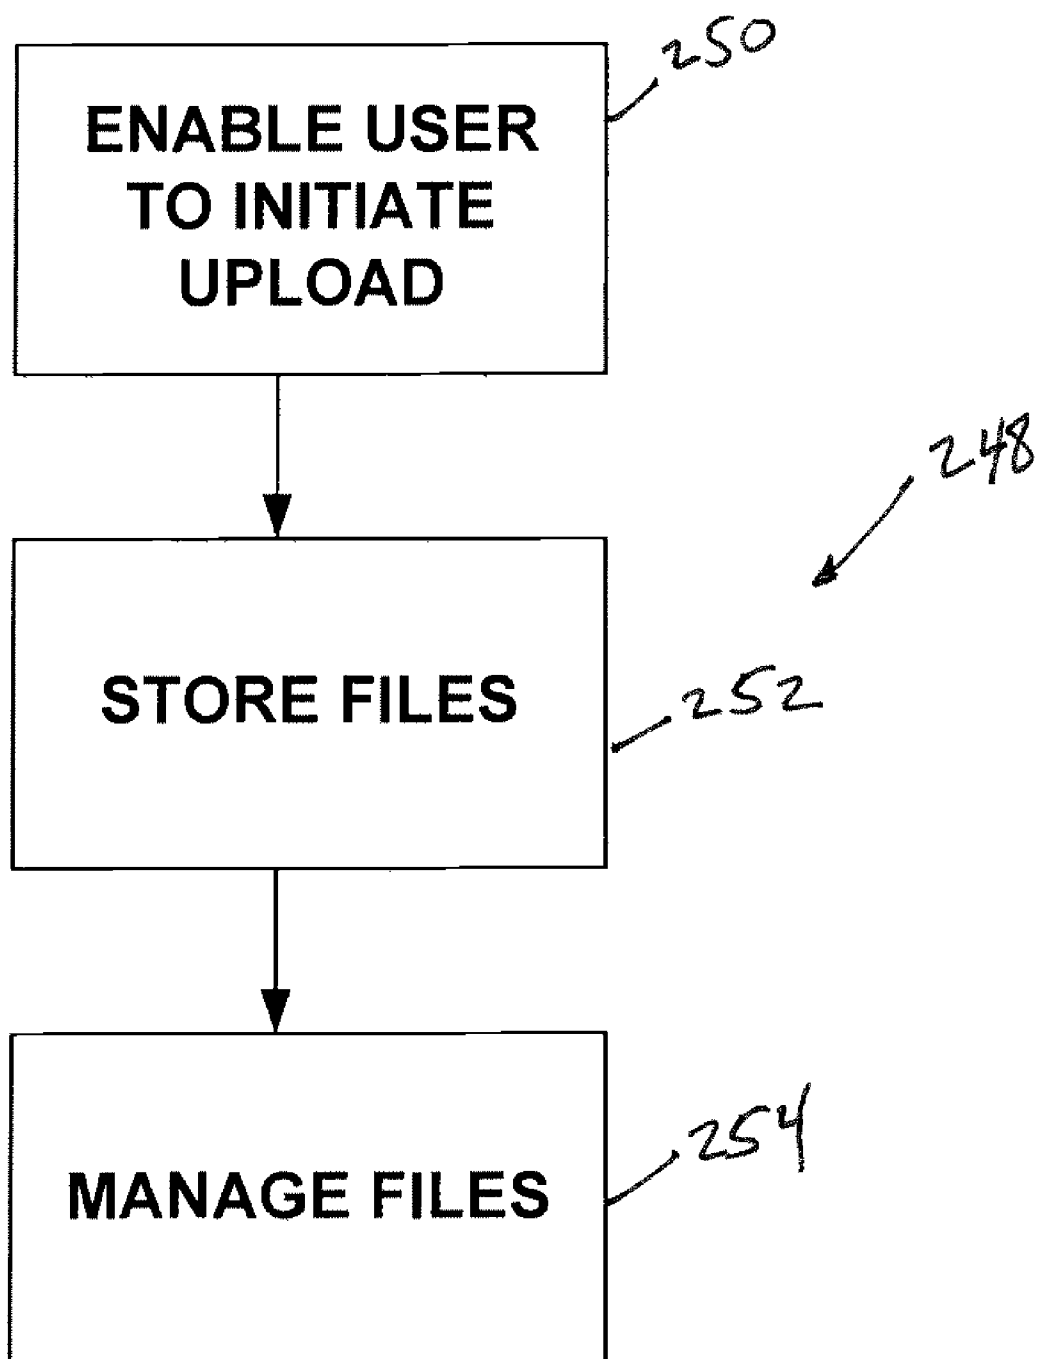 250
ENABLE USER
TO INITIATE
UPLOAD
248
STORE FILES
252
MANAGE FILES
254